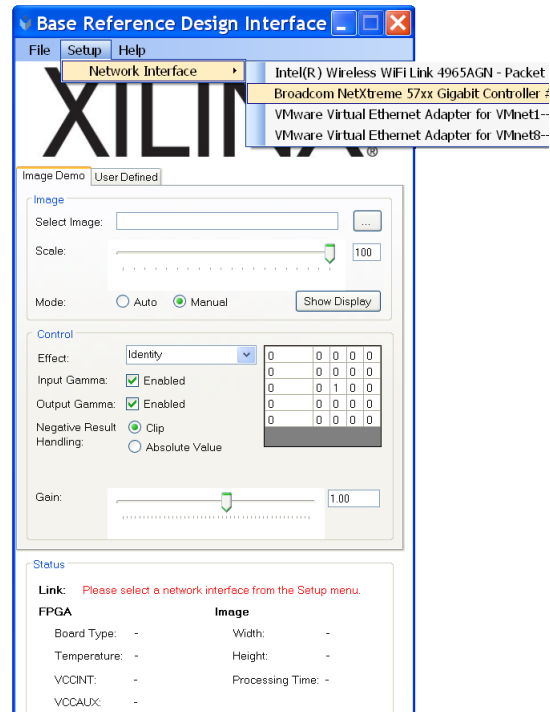 Base Reference Design Interface
File Setup Help
Network Interface
Intel(R) Wireless WiFi Link 4965AGN - Packet
Broadcom NetXtreme 57xx Gigabit Controller #
VMware Virtual Ethernet Adapter for VMnet1--
VMware Virtual Ethernet Adapter for VMnet8--
XILINX®
Image Demo User Defined
Image
Select Image: ...
Scale: 100
Mode: Auto Manual Show Display
Control
Effect: Identity
0 0 0 0 0
0 0 0 0 0
Input Gamma: Enabled
0 0 1 0 0
Output Gamma: Enabled
0 0 0 0 0
0 0 0 0 0
Negative Result Handling: Clip
Absolute Value
Gain: 1.00
Status
Link: Please select a network interface from the Setup menu.
FPGA Image
Board Type: - Width: -
Temperature: - Height: -
VCCINT: - Processing Time: -
VCCAUX: -